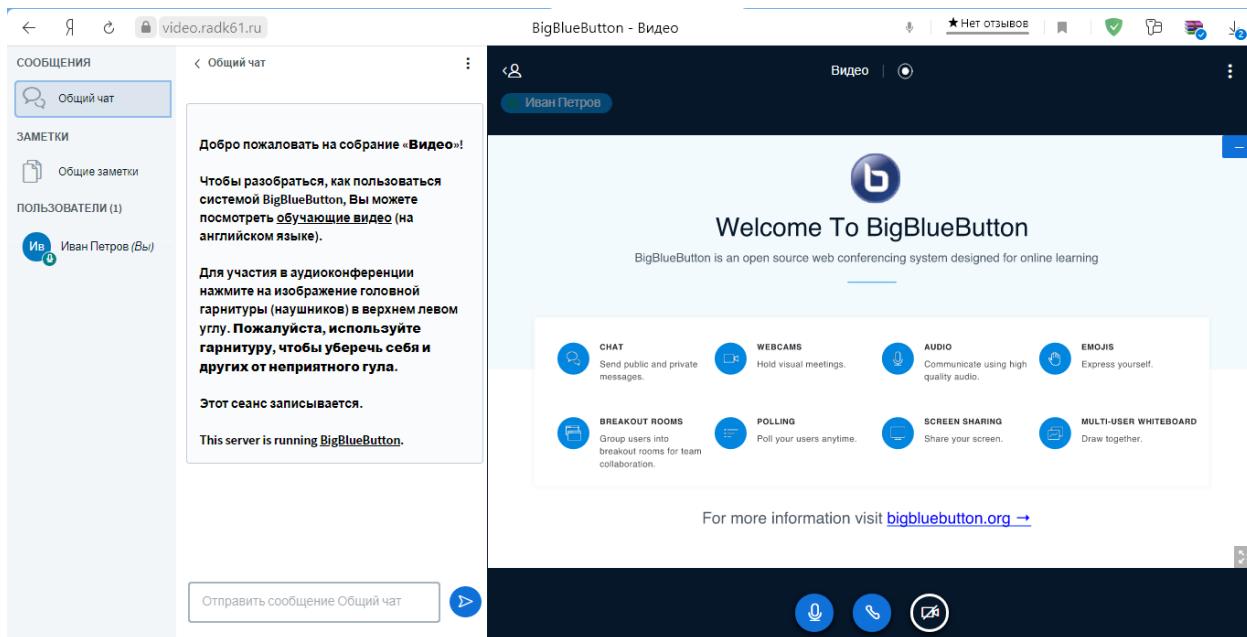 Я
video.radk61.ru
BigBlueButton - Видео
★ Нет отзывов
2
СООБЩЕНИЯ
Общий чат
ЗАМЕТКИ
Общие заметки
ПОЛЬЗОВАТЕЛИ (1)
Ив
Иван Петров (Вы)
Общий чат
Добро пожаловать на собрание «Видео»!
Чтобы разобраться, как пользоваться
системой BigBlueButton, Вы можете
посмотреть обучающие видео (на
английском языке).
Для участия в аудиоконференции
нажмите на изображение головной
гарнитуры (наушников) в верхнем левом
углу. Пожалуйста, используйте
гарнитуру, чтобы уберечь себя и
других от неприятного гула.
Этот сеанс записывается.
This server is running BigBlueButton.
Отправить сообщение Общий чат
Видео
Иван Петров
b
Welcome To BigBlueButton
BigBlueButton is an open source web conferencing system designed for online learning
CHAT
Send public and private
messages.
WEBCAMS
Hold visual meetings.
AUDIO
Communicate using high
quality audio.
EMOJIS
Express yourself.
BREAKOUT ROOMS
Group users into
breakout rooms for team
collaboration.
POLLING
Poll your users anytime.
SCREEN SHARING
Share your screen.
MULTI-USER WHITEBOARD
Draw together.
For more information visit bigbluebutton.org →